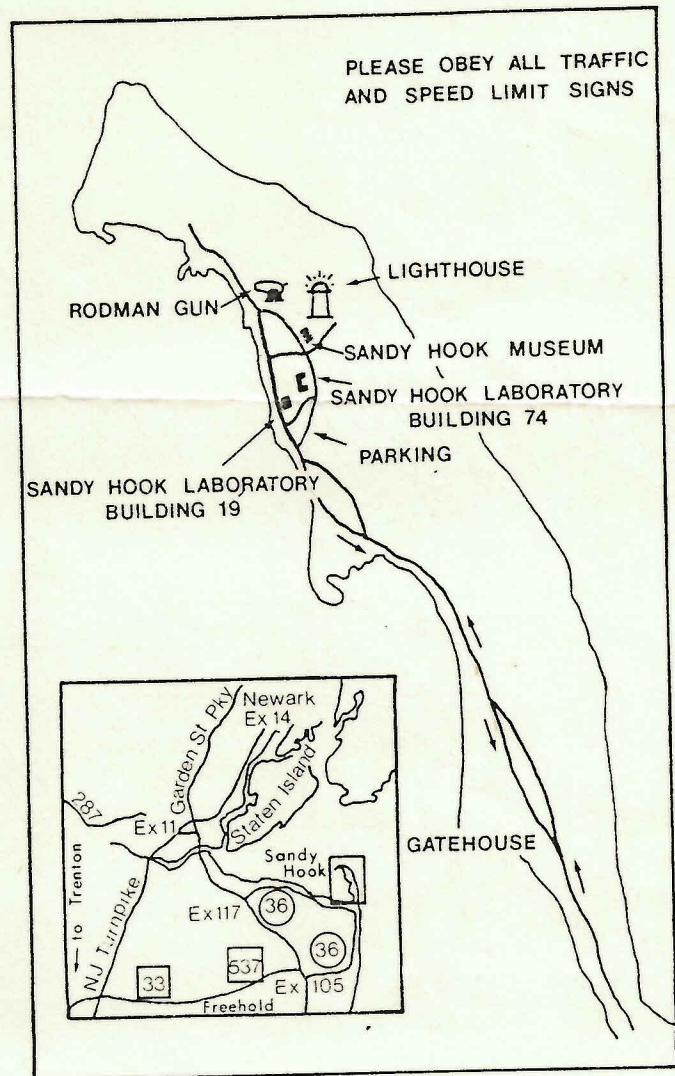 PLEASE OBEY ALL TRAFFIC
AND SPEED LIMIT SIGNS
LIGHTHOUSE
RODMAN GUN
SANDY HOOK MUSEUM
SANDY HOOK LABORATORY
BUILDING 74
PARKING
SANDY HOOK LABORATORY
BUILDING 19
GATEHOUSE
Newark
Ex 14
Garden St Pky
Staten Island
287
Ex 11
Sandy
Hook
← to Trenton
NJ Turnpike
Ex 117
36
36
33
537
Ex 105
Freehold